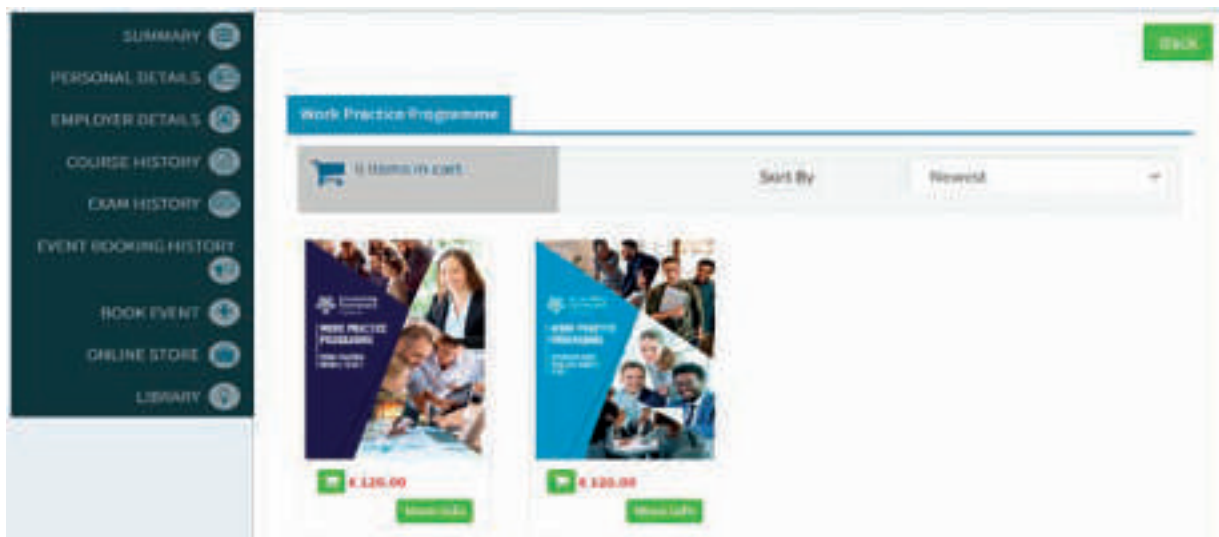 SUMMARY
PERSONAL DETAILS
EMPLOYER DETAILS
COURSE HISTORY
EXAM HISTORY
EVENT BOOKING HISTORY
BOOK EVENT
ONLINE STORE
LIBRARY
Back
Work Practice Programme
items in cart
Sort By
Newest
WORK PRACTICE
PROGRAMME
WORK PRACTICE
PROGRAMME
€ 120.00
€ 120.00
More info
More info